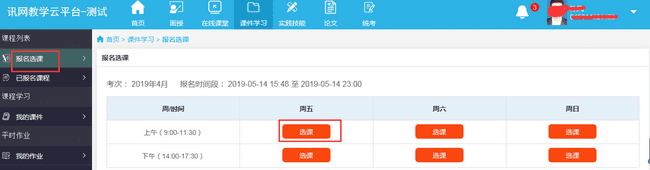 讯网教学云平台-测试
首页 面授 在线课堂 课件学习 实践技能 论文 统考
3
课程列表
报名选课
已报名课程
课程学习
我的课件
平时作业
我的作业
首页 > 课件学习 > 报名选课
报名选课
考次： 2019年4月 报名时间段： 2019-05-14 15:48 至 2019-05-14 23:00
周/时间 周五 周六 周日
上午（9:00-11:30） 选课 选课 选课
下午（14:00-17:30） 选课 选课 选课